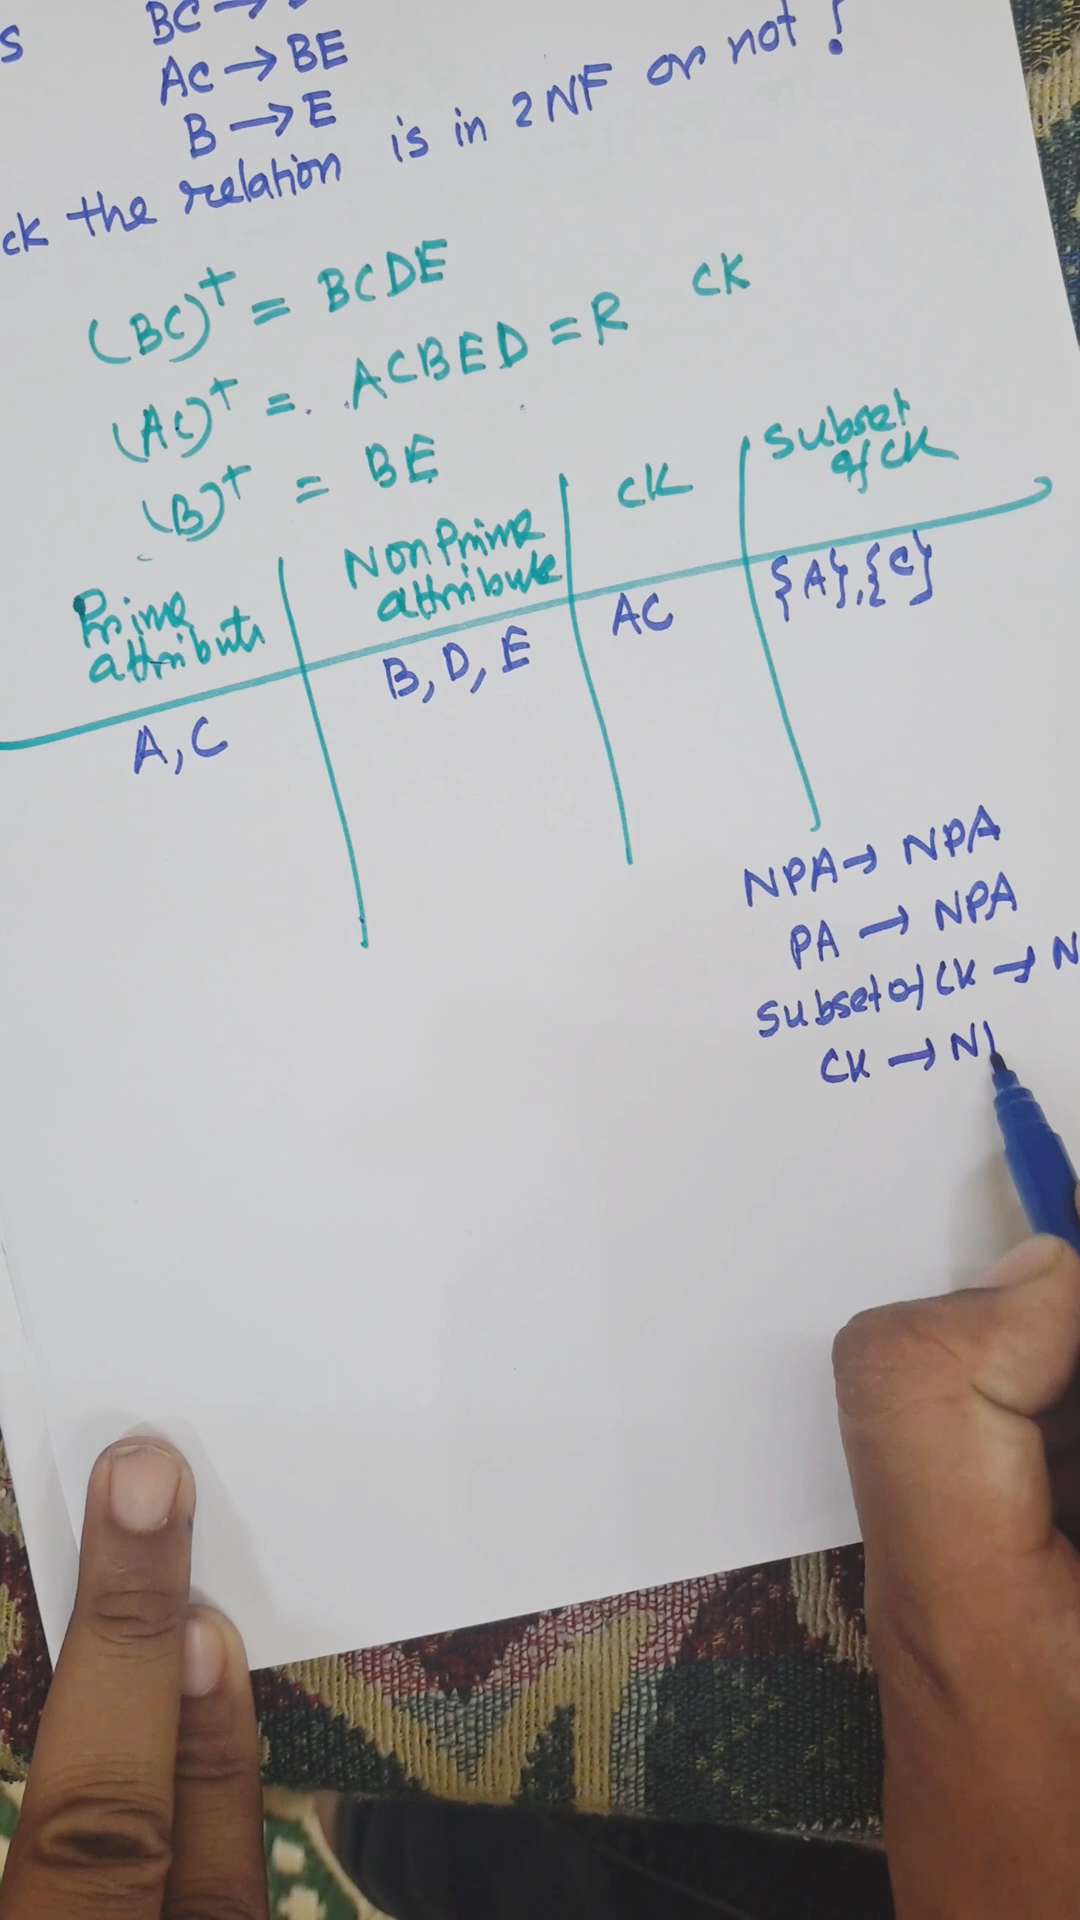 s BC →
AC → BE
B → E
ck the relation is in 2NF or not!
(BC)⁺ = BCDE
(AC)⁺ = ACBED = R CK
(B)⁺ = BE
Prime attribute
Non Prime attribute
CK
Subset of CK
A, C
B, D, E
AC
{A}, {C}
NPA → NPA
PA → NPA
Subset of CK → N
CK → N